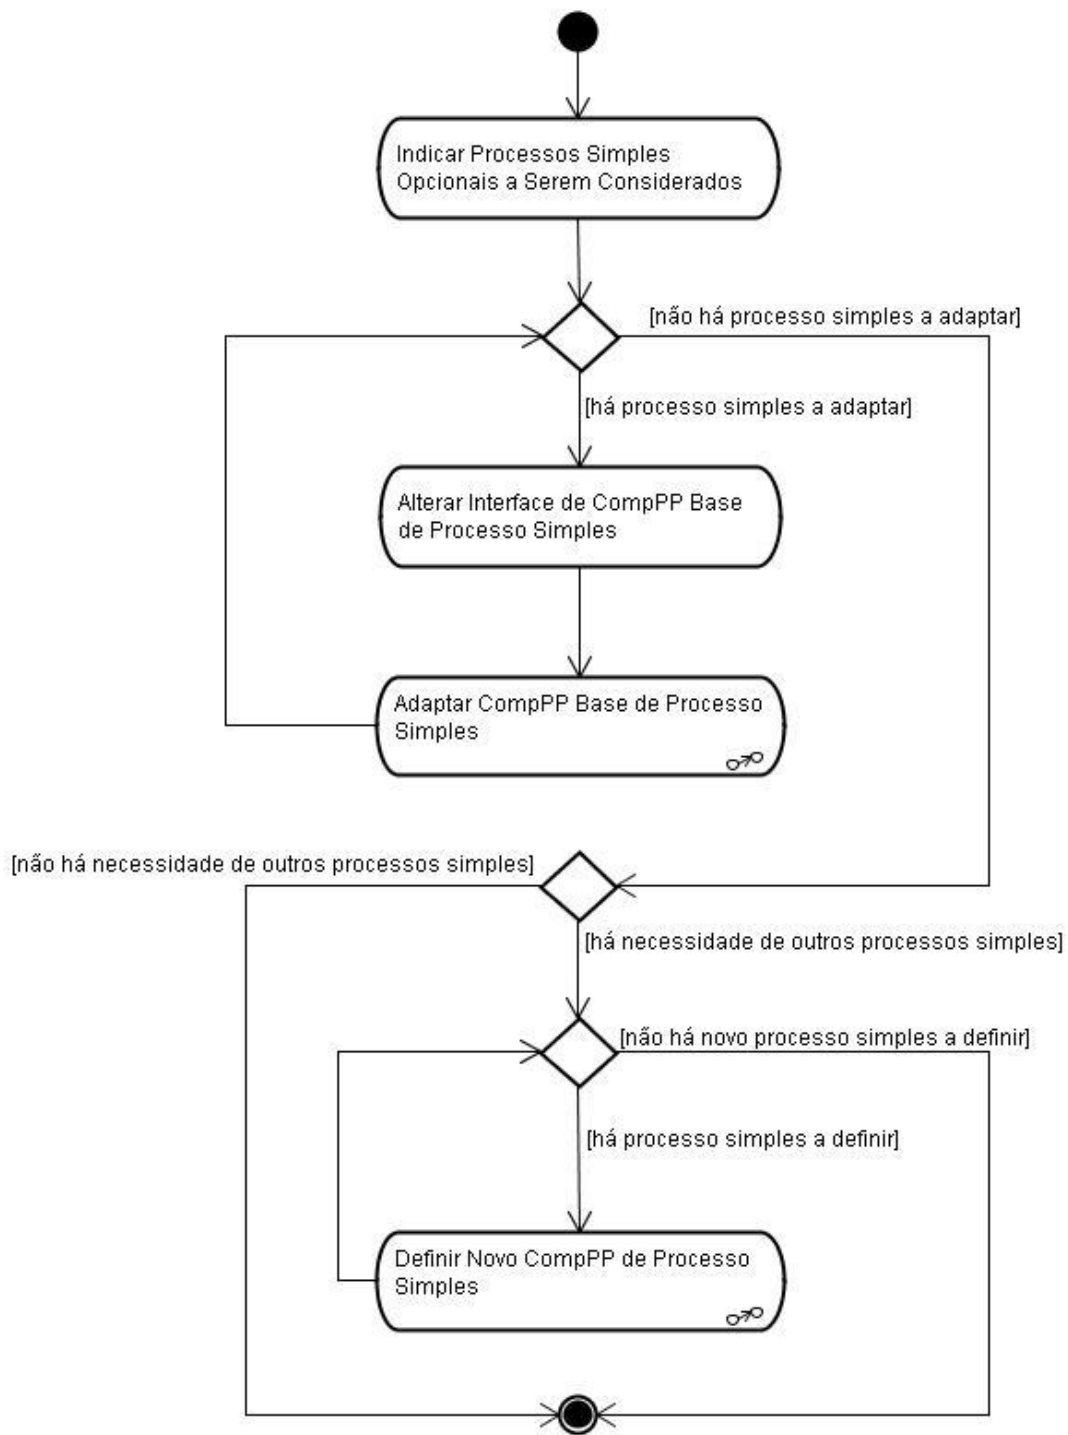 Indicar Processos Simples
Opcionais a Serem Considerados
[não há processo simples a adaptar]
[há processo simples a adaptar]
Alterar Interface de CompPP Base
de Processo Simples
Adaptar CompPP Base de Processo
Simples
[não há necessidade de outros processos simples]
[há necessidade de outros processos simples]
[não há novo processo simples a definir]
[há processo simples a definir]
Definir Novo CompPP de Processo
Simples